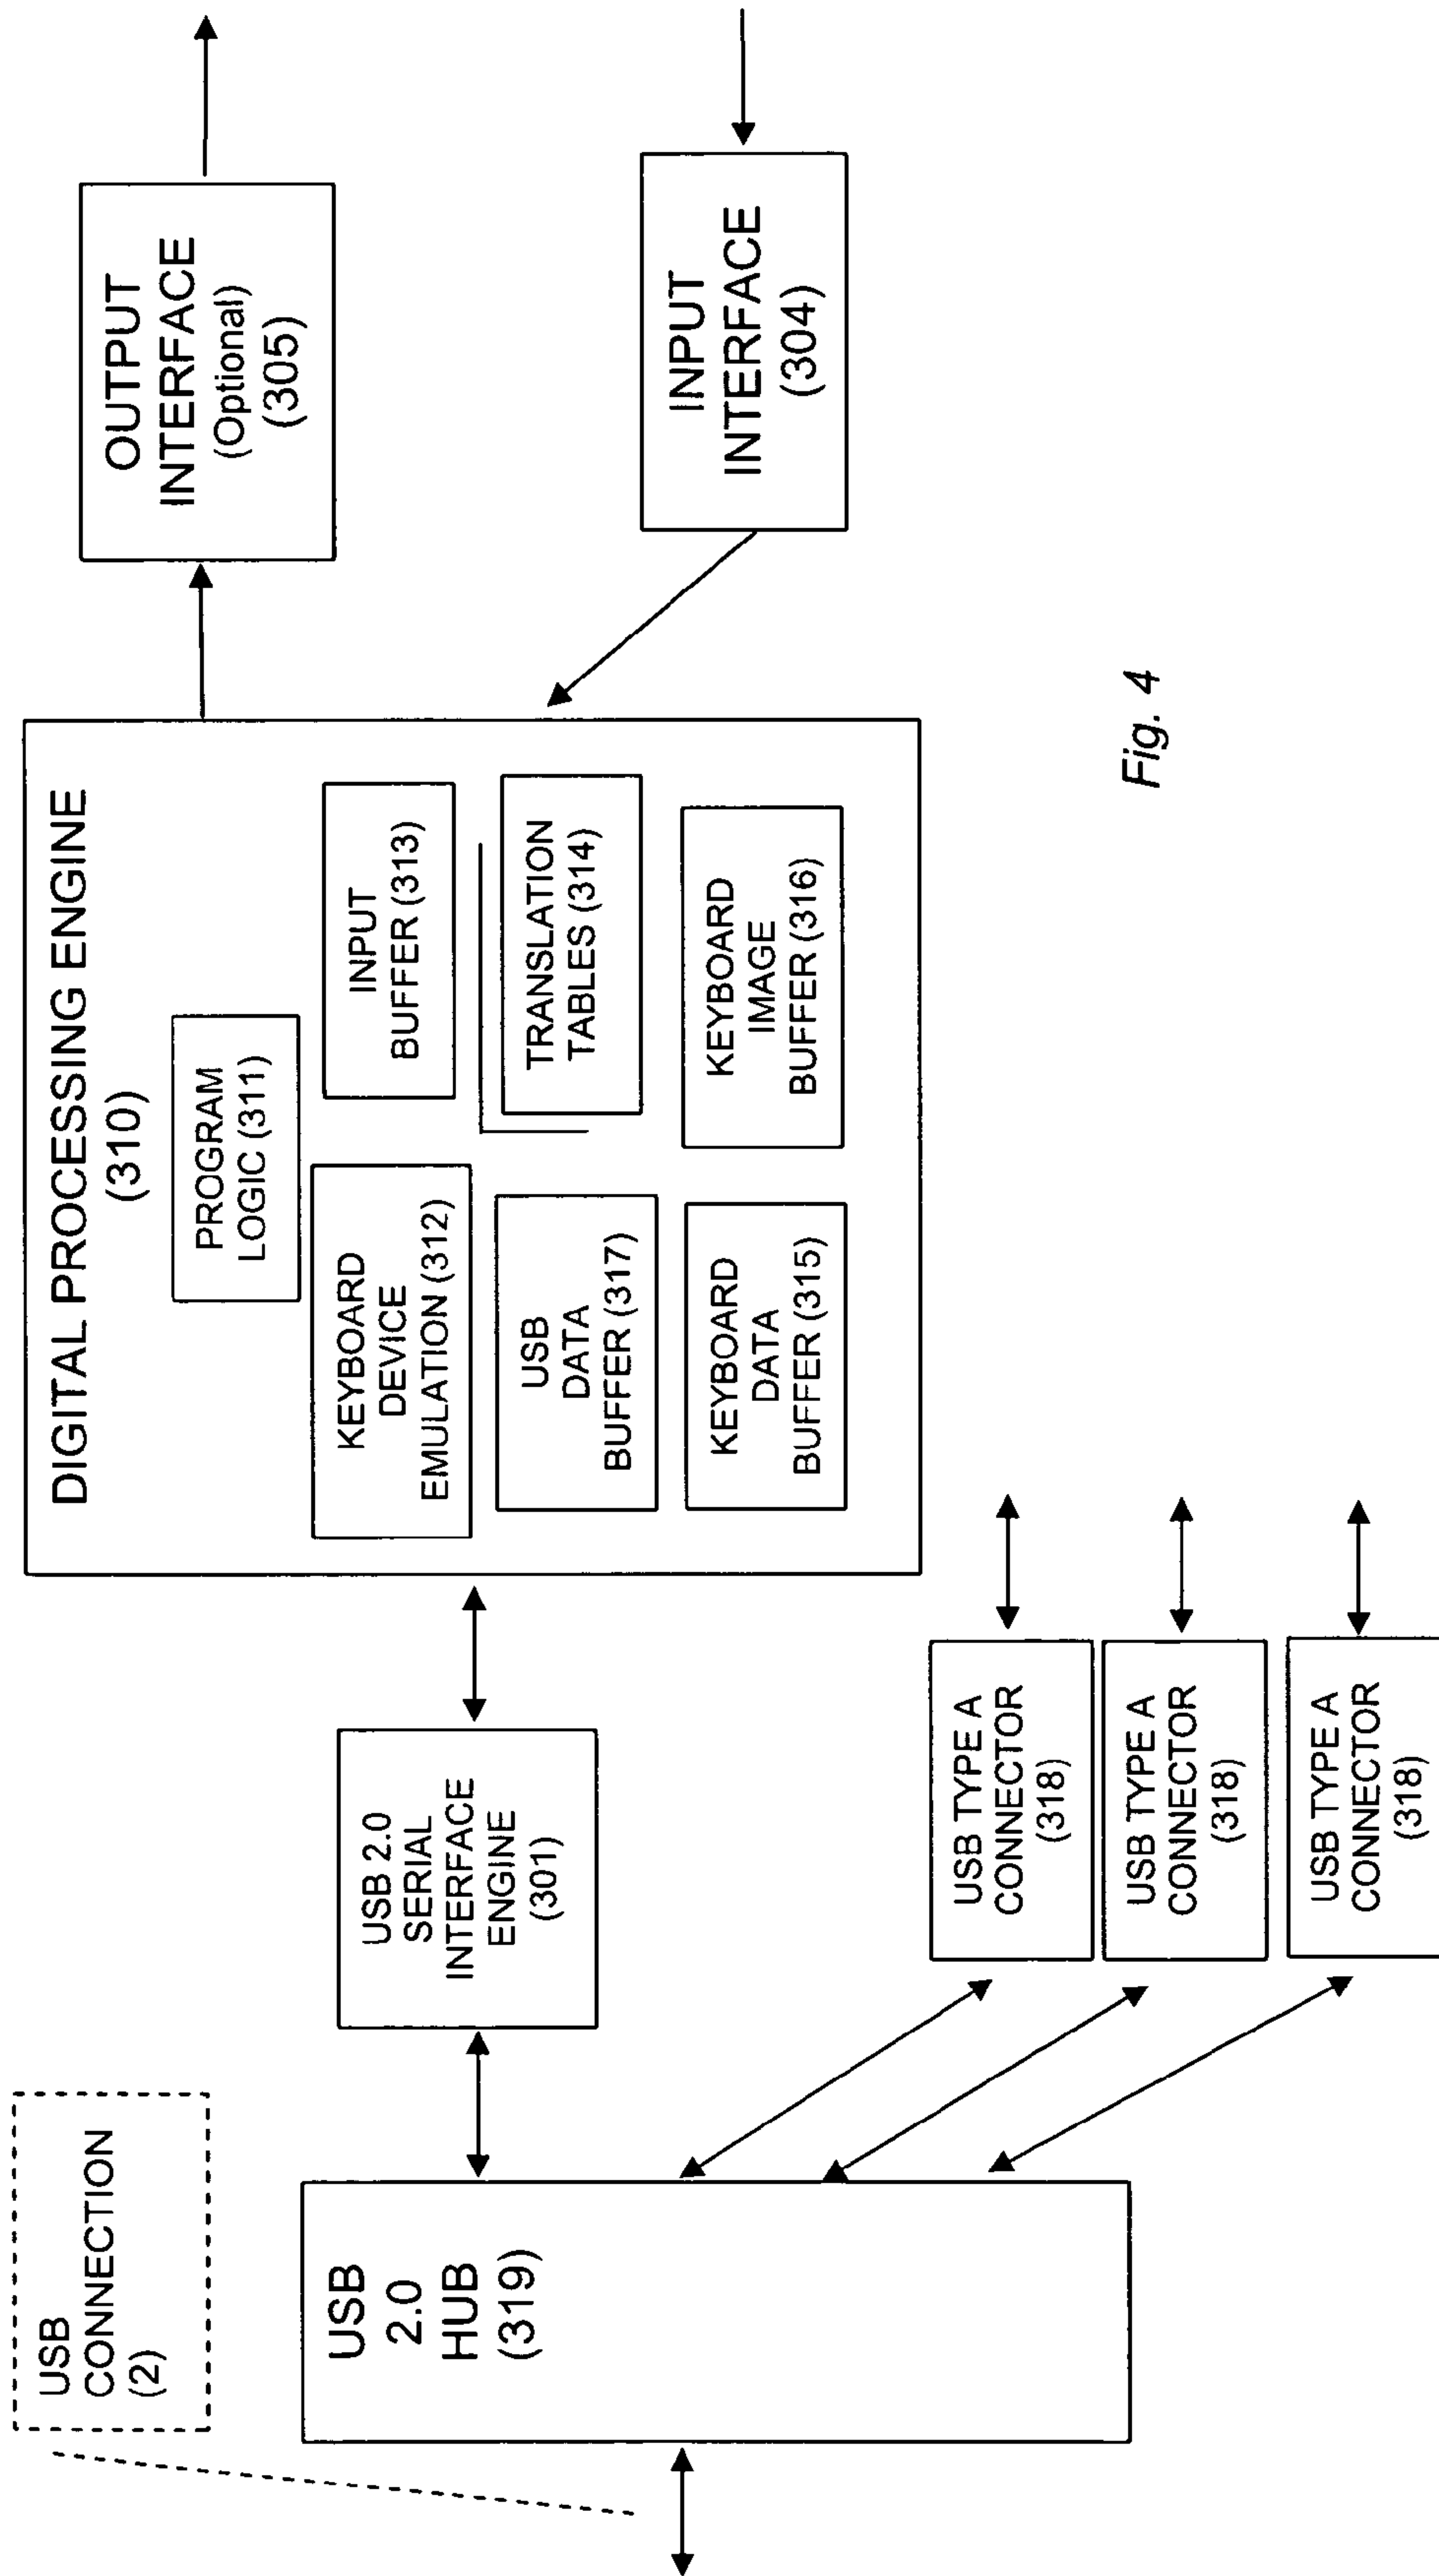 USB
CONNECTION
(2)
USB
2.0
HUB
(319)
USB 2.0
SERIAL
INTERFACE
ENGINE
(301)
USB TYPE A
CONNECTOR
(318)
USB TYPE A
CONNECTOR
(318)
USB TYPE A
CONNECTOR
(318)
DIGITAL PROCESSING ENGINE
(310)
PROGRAM
LOGIC (311)
KEYBOARD
DEVICE
EMULATION (312)
INPUT
BUFFER (313)
USB
DATA
BUFFER (317)
TRANSLATION
TABLES (314)
KEYBOARD
DATA
BUFFER (315)
KEYBOARD
IMAGE
BUFFER (316)
OUTPUT
INTERFACE
(Optional)
(305)
INPUT
INTERFACE
(304)
Fig. 4